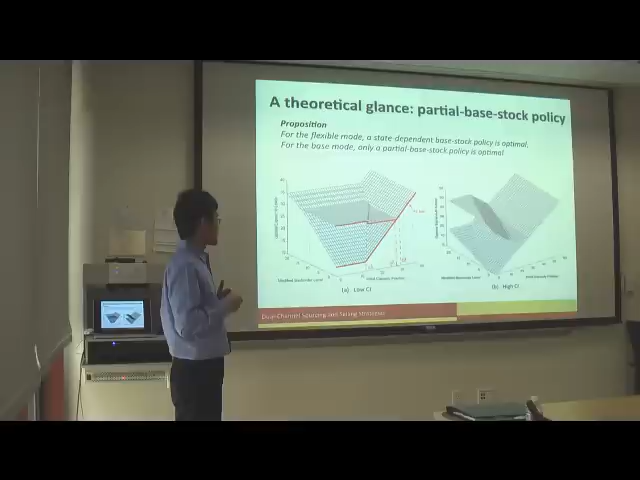 A theoretical glance: partial-base-stock policy
Proposition
For the flexible mode, a state-dependent base-stock policy is optimal,
For the base mode, only a partial-base-stock policy is optimal
(a) Low CI
(b) High CI
Dual-Channel Sourcing and Selling Strategies